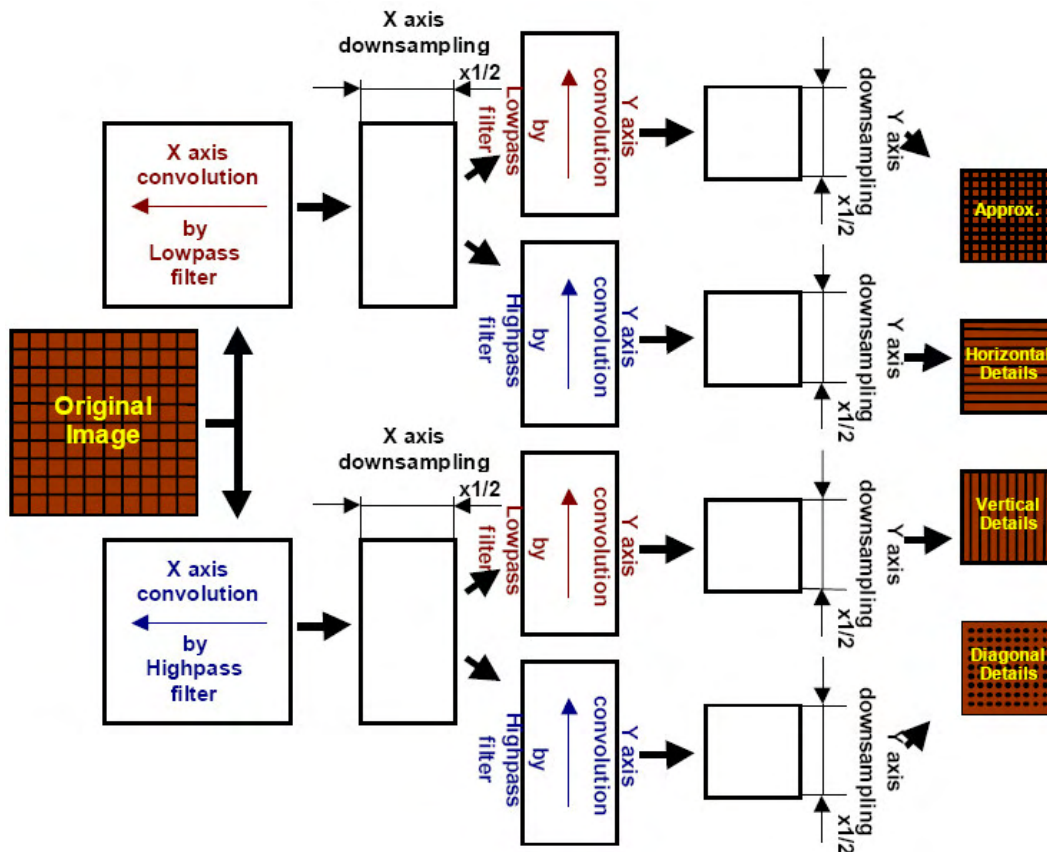 X axis
downsampling
x1/2
X axis
convolution
by
Lowpass
filter
Y axis
convolution
by
Lowpass
filter
Y axis
downsampling
x1/2
Approx.
Y axis
convolution
by
Highpass
filter
Y axis
downsampling
x1/2
Horizontal
Details
Original
Image
X axis
downsampling
x1/2
X axis
convolution
by
Highpass
filter
Y axis
convolution
by
Lowpass
filter
Y axis
downsampling
x1/2
Vertical
Details
Y axis
convolution
by
Highpass
filter
Y axis
downsampling
x1/2
Diagonal
Details